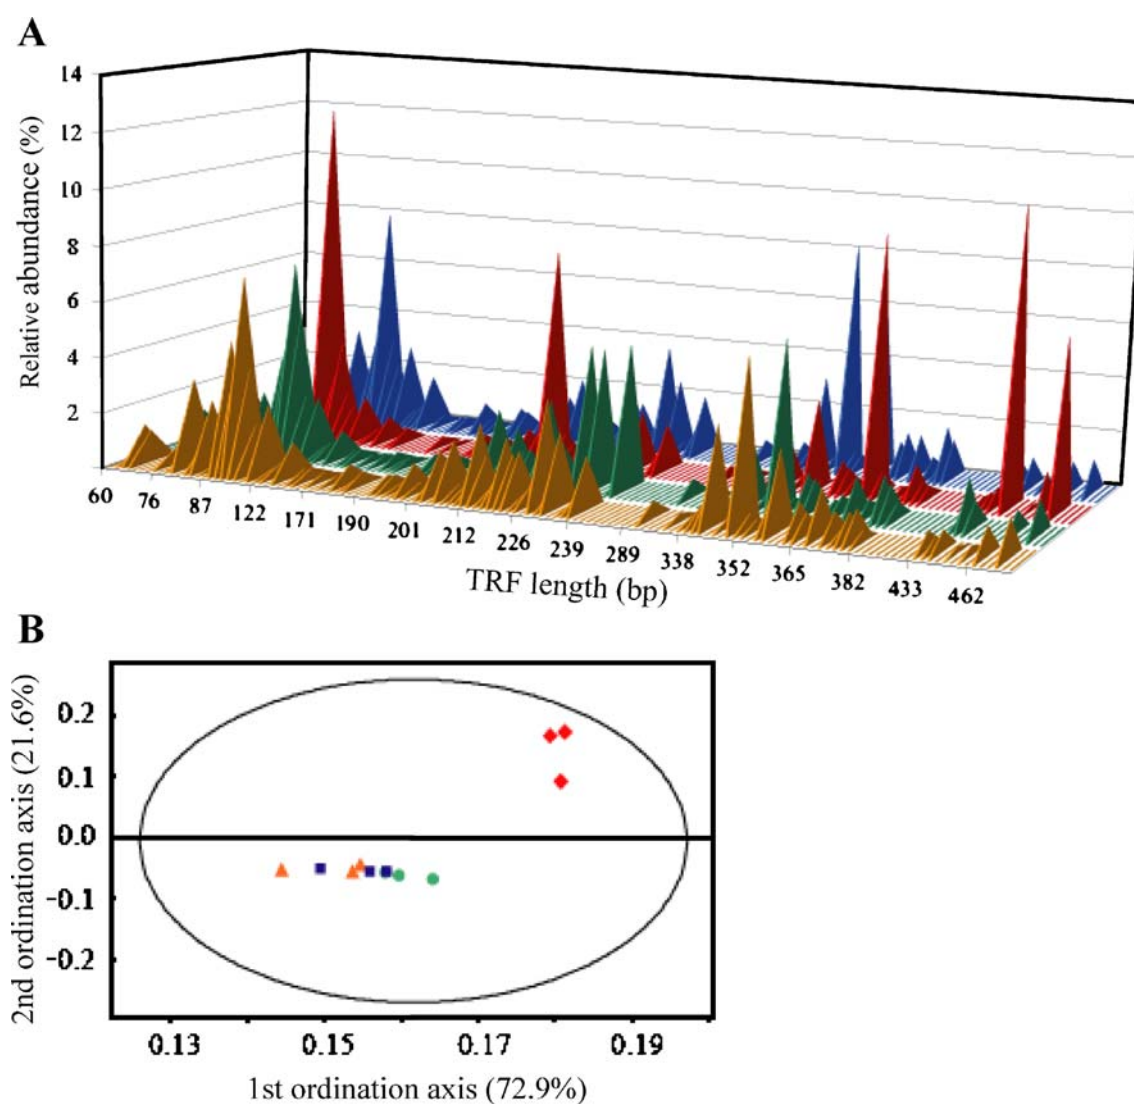 A
Relative abundance (%)
14
12
10
8
6
4
2
60 76 87 122 171 190 201 212 226 239 289 338 352 365 382 433 462
TRF length (bp)
B
2nd ordination axis (21.6%)
0.2
0.1
0.0
-0.1
-0.2
0.13 0.15 0.17 0.19
1st ordination axis (72.9%)